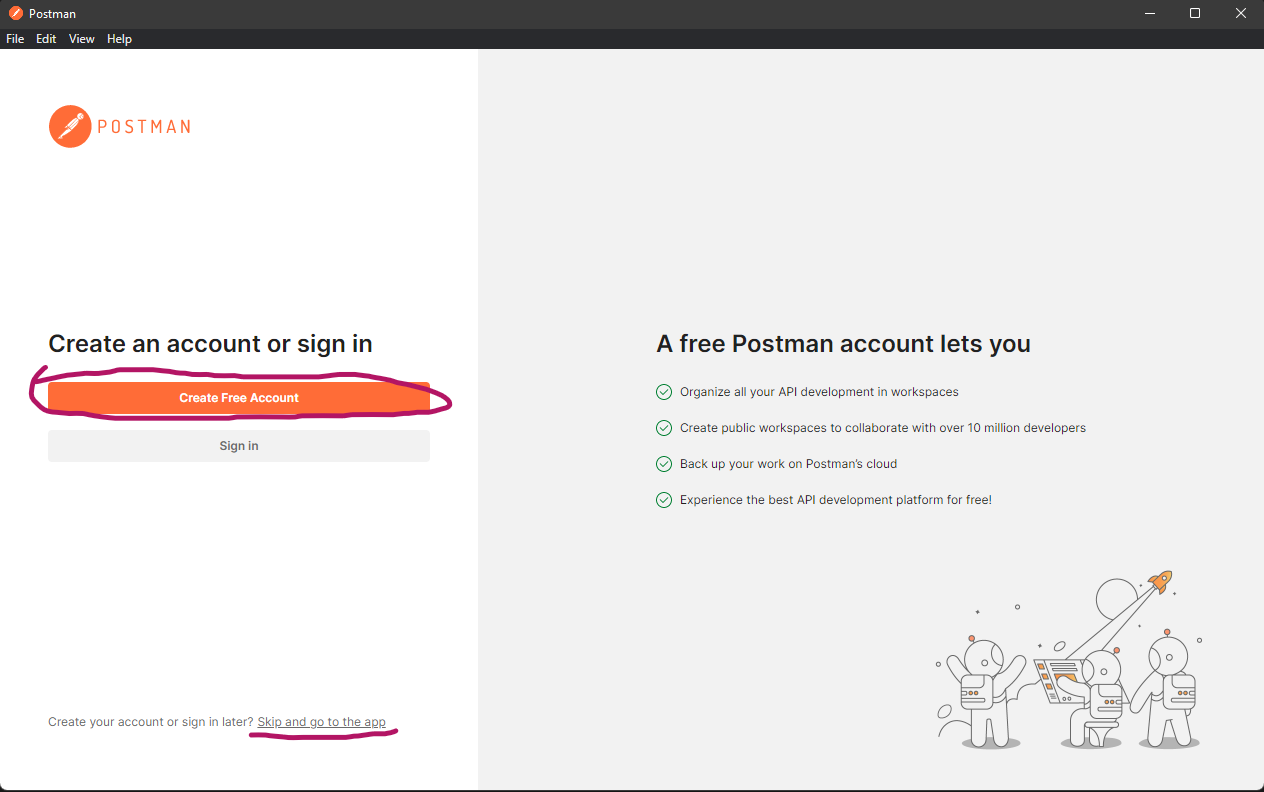 Postman
File Edit View Help
POSTMAN
Create an account or sign in
Create Free Account
Sign in
Create your account or sign in later? Skip and go to the app
A free Postman account lets you
Organize all your API development in workspaces
Create public workspaces to collaborate with over 10 million developers
Back up your work on Postman's cloud
Experience the best API development platform for free!